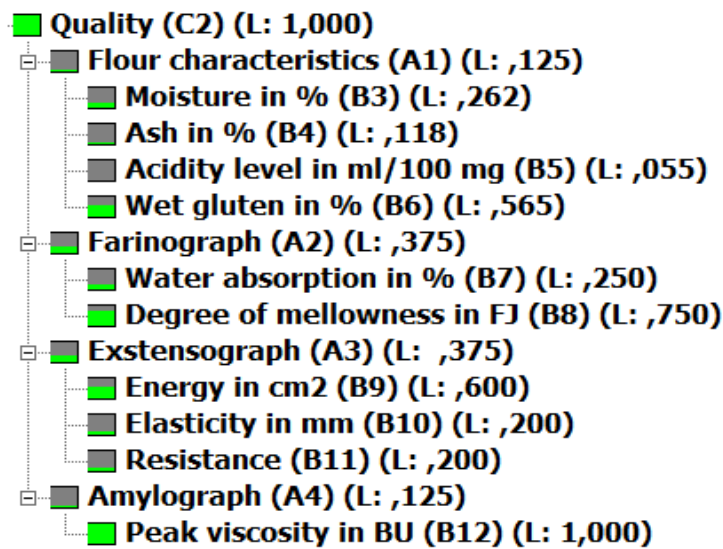 Quality (C2) (L: 1,000)
Flour characteristics (A1) (L: ,125)
Moisture in % (B3) (L: ,262)
Ash in % (B4) (L: ,118)
Acidity level in ml/100 mg (B5) (L: ,055)
Wet gluten in % (B6) (L: ,565)
Farinograph (A2) (L: ,375)
Water absorption in % (B7) (L: ,250)
Degree of mellowness in FJ (B8) (L: ,750)
Exstensograph (A3) (L: ,375)
Energy in cm2 (B9) (L: ,600)
Elasticity in mm (B10) (L: ,200)
Resistance (B11) (L: ,200)
Amylograph (A4) (L: ,125)
Peak viscosity in BU (B12) (L: 1,000)